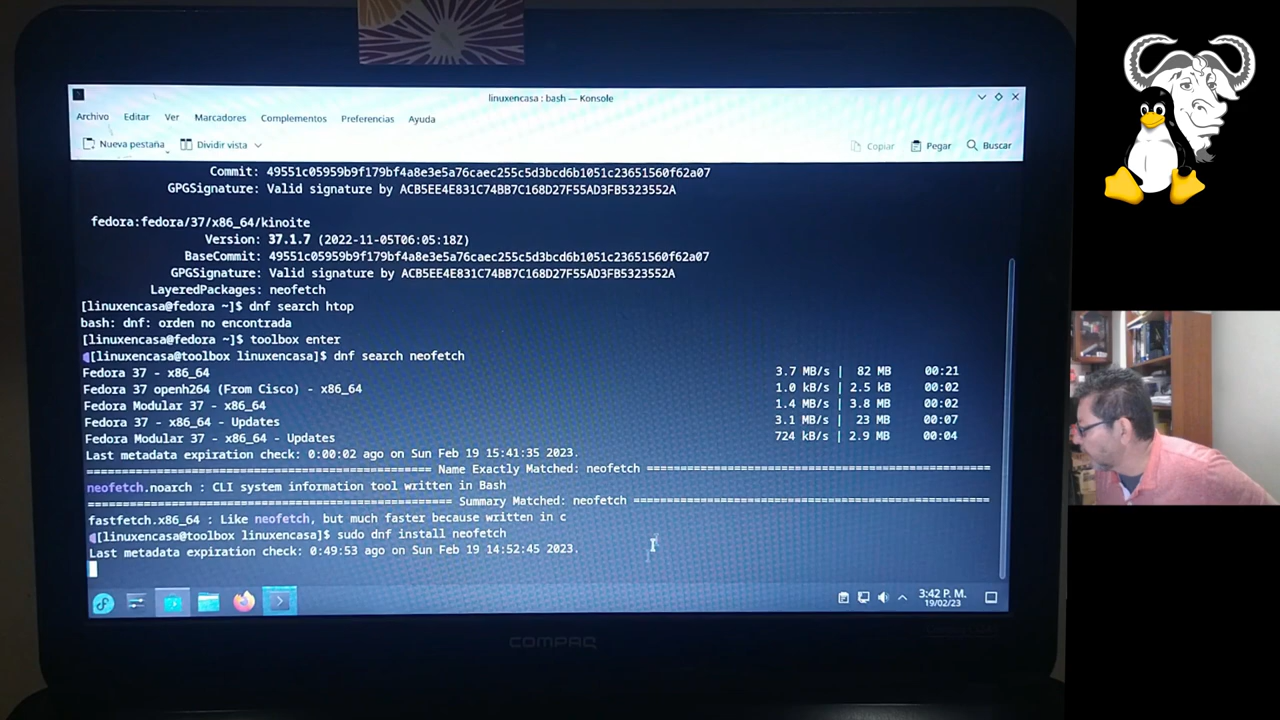 linuxencasa : bash — Konsole
Archivo Editar Ver Marcadores Complementos Preferencias Ayuda
Nueva pestaña Dividir vista Copiar Pegar Buscar
Commit: 49551c05959b9f179bf4a8e3e5a76caec255c5d3bcd6b1051c23651560f62a07
GPGSignature: Valid signature by ACB5EE4E831C74BB7C168D27F55AD3FB5323552A
fedora:fedora/37/x86_64/kinoite
Version: 37.1.7 (2022-11-05T06:05:18Z)
BaseCommit: 49551c05959b9f179bf4a8e3e5a76caec255c5d3bcd6b1051c23651560f62a07
GPGSignature: Valid signature by ACB5EE4E831C74BB7C168D27F55AD3FB5323552A
LayeredPackages: neofetch
[linuxencasa@fedora ~]$ dnf search htop
bash: dnf: orden no encontrada
[linuxencasa@fedora ~]$ toolbox enter
[linuxencasa@toolbox linuxencasa]$ dnf search neofetch
Fedora 37 - x86_64 3.7 MB/s | 82 MB 00:21
Fedora 37 openh264 (From Cisco) - x86_64 1.0 kB/s | 2.5 kB 00:02
Fedora Modular 37 - x86_64 1.4 MB/s | 3.8 MB 00:02
Fedora 37 - x86_64 - Updates 3.1 MB/s | 23 MB 00:07
Fedora Modular 37 - x86_64 - Updates 724 kB/s | 2.9 MB 00:04
Last metadata expiration check: 0:00:02 ago on Sun Feb 19 15:41:35 2023.
=========================================== Name Exactly Matched: neofetch ===========================================
neofetch.noarch : CLI system information tool written in Bash
============================================= Summary Matched: neofetch =============================================
fastfetch.x86_64 : Like neofetch, but much faster because written in c
[linuxencasa@toolbox linuxencasa]$ sudo dnf install neofetch
Last metadata expiration check: 0:49:53 ago on Sun Feb 19 14:52:45 2023.
3:42 P. M.
19/02/23
COMPAQ